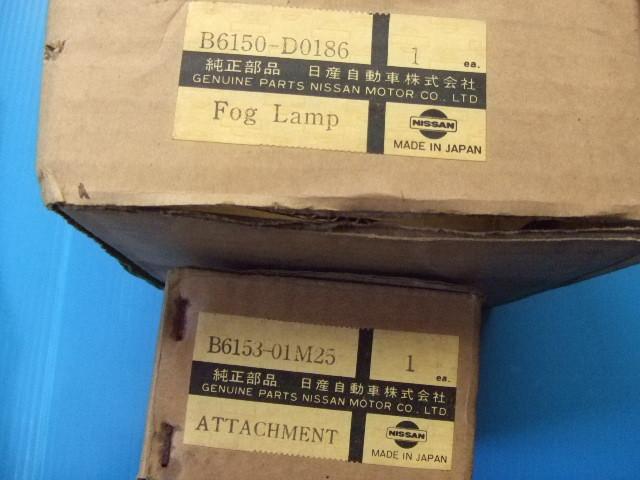 B6150-D0186 1 ea.
純正部品 日産自動車株式会社
GENUINE PARTS NISSAN MOTOR CO., LTD
Fog Lamp NISSAN
MADE IN JAPAN
B6153-01M25 1 ea.
純正部品 日産自動車株式会社
GENUINE PARTS NISSAN MOTOR CO., LTD
ATTACHMENT NISSAN
MADE IN JAPAN